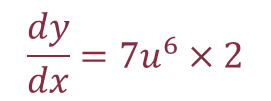 dy/dx = 7u⁶ × 2